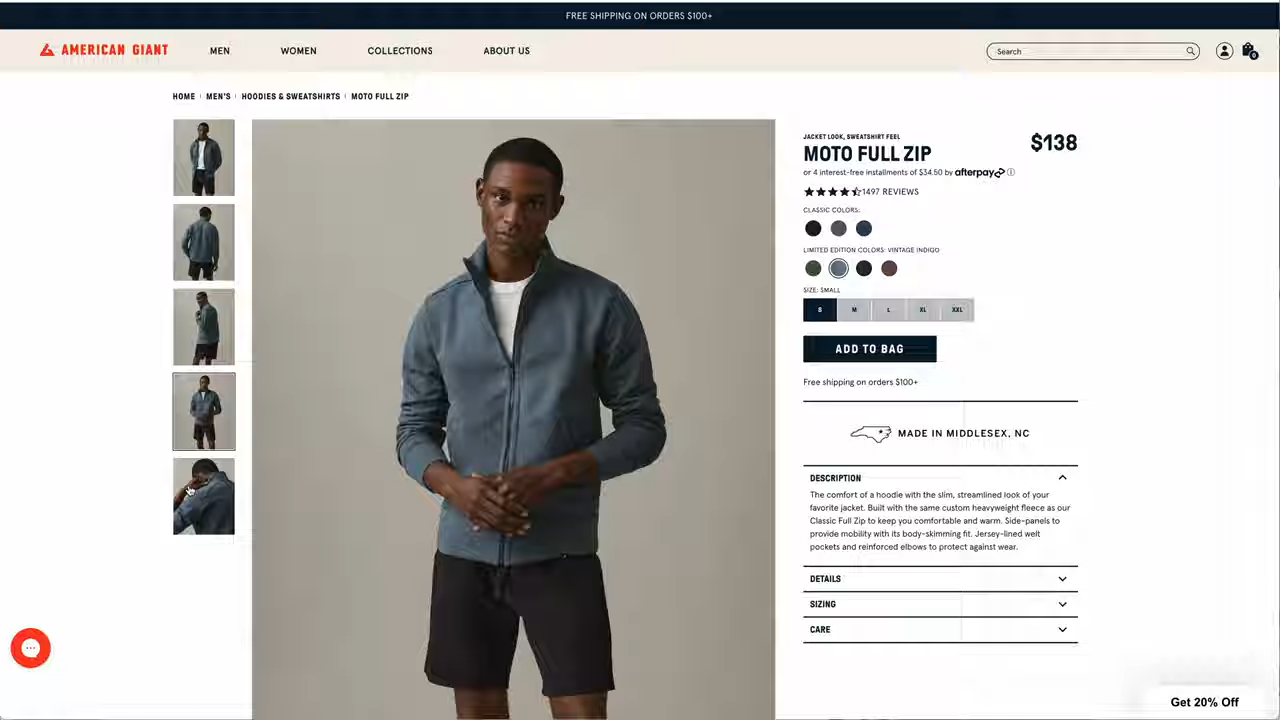 FREE SHIPPING ON ORDERS $100+
AMERICAN GIANT
MEN
WOMEN
COLLECTIONS
ABOUT US
Search
0
HOME
MEN'S
HOODIES & SWEATSHIRTS
MOTO FULL ZIP
JACKET LOOK, SWEATSHIRT FEEL
MOTO FULL ZIP
$138
or 4 interest-free installments of $34.50 by afterpay
1497 REVIEWS
CLASSIC COLORS:
LIMITED EDITION COLORS: VINTAGE INDIGO
SIZE: SMALL
S M L XL XXL
ADD TO BAG
Free shipping on orders $100+
MADE IN MIDDLESEX, NC
DESCRIPTION
The comfort of a hoodie with the slim, streamlined look of your
favorite jacket. Built with the same custom heavyweight fleece as our
Classic Full Zip to keep you comfortable and warm. Side-panels to
provide mobility with its body-skimming fit. Jersey-lined welt
pockets and reinforced elbows to protect against wear.
DETAILS
SIZING
CARE
Get 20% Off